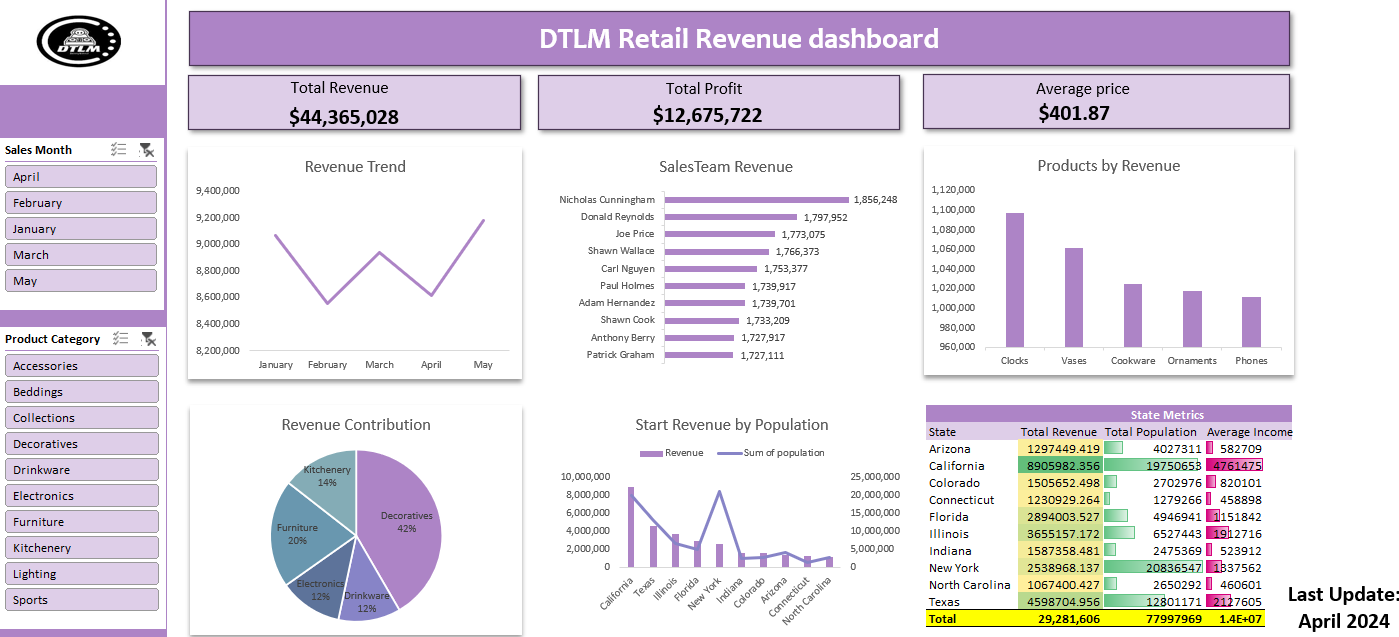 DTLM
DTLM Retail Revenue dashboard
Total Revenue
$44,365,028
Total Profit
$12,675,722
Average price
$401.87
Sales Month
April
February
January
March
May
Product Category
Accessories
Beddings
Collections
Decoratives
Drinkware
Electronics
Furniture
Kitchenery
Lighting
Sports
Revenue Trend
9,400,000
9,200,000
9,000,000
8,800,000
8,600,000
8,400,000
8,200,000
January February March April May
SalesTeam Revenue
Nicholas Cunningham 1,856,248
Donald Reynolds 1,797,952
Joe Price 1,773,075
Shawn Wallace 1,766,373
Carl Nguyen 1,753,377
Paul Holmes 1,739,917
Adam Hernandez 1,739,701
Shawn Cook 1,733,209
Anthony Berry 1,727,917
Patrick Graham 1,727,111
Products by Revenue
1,120,000
1,100,000
1,080,000
1,060,000
1,040,000
1,020,000
1,000,000
980,000
960,000
Clocks Vases Cookware Ornaments Phones
Revenue Contribution
Kitchenery
14%
Decoratives
42%
Furniture
20%
Electronics
12%
Drinkware
12%
Start Revenue by Population
Revenue Sum of population
10,000,000 25,000,000
8,000,000 20,000,000
6,000,000 15,000,000
4,000,000 10,000,000
2,000,000 5,000,000
0 0
California Texas Illinois Florida New York Indiana Colorado Arizona Connecticut North Carolina
State Metrics
State Total Revenue Total Population Average Income
Arizona 1297449.419 4027311 582709
California 8905982.356 19750653 4761475
Colorado 1505652.498 2702976 820101
Connecticut 1230929.264 1279266 458898
Florida 2894003.527 4946941 1151842
Illinois 3655157.172 6527443 1912716
Indiana 1587358.481 2475369 523912
New York 2538968.137 20836547 1337562
North Carolina 1067400.427 2650292 460601
Texas 4598704.956 12801171 2127605
Total 29,281,606 77997969 1.4E+07
Last Update:
April 2024